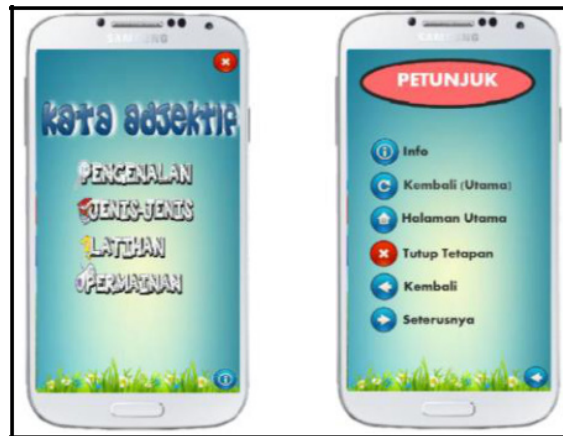 SAMSUNG
Kata adjektif
PENGENALAN
JENIS-JENIS
LATIHAN
PERMAINAN
SAMSUNG
PETUNJUK
Info
Kembali (Utama)
Halaman Utama
Tutup Tetapan
Kembali
Seterusnya